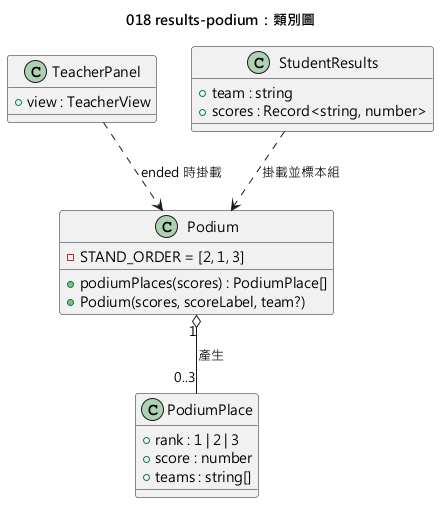 018 results-podium：類別圖
C TeacherPanel
view : TeacherView
C StudentResults
team : string
scores : Record<string, number>
ended 時掛載
掛載並標本組
C Podium
STAND_ORDER = [2, 1, 3]
podiumPlaces(scores) : PodiumPlace[]
Podium(scores, scoreLabel, team?)
1
產生
0..3
C PodiumPlace
rank : 1 | 2 | 3
score : number
teams : string[]